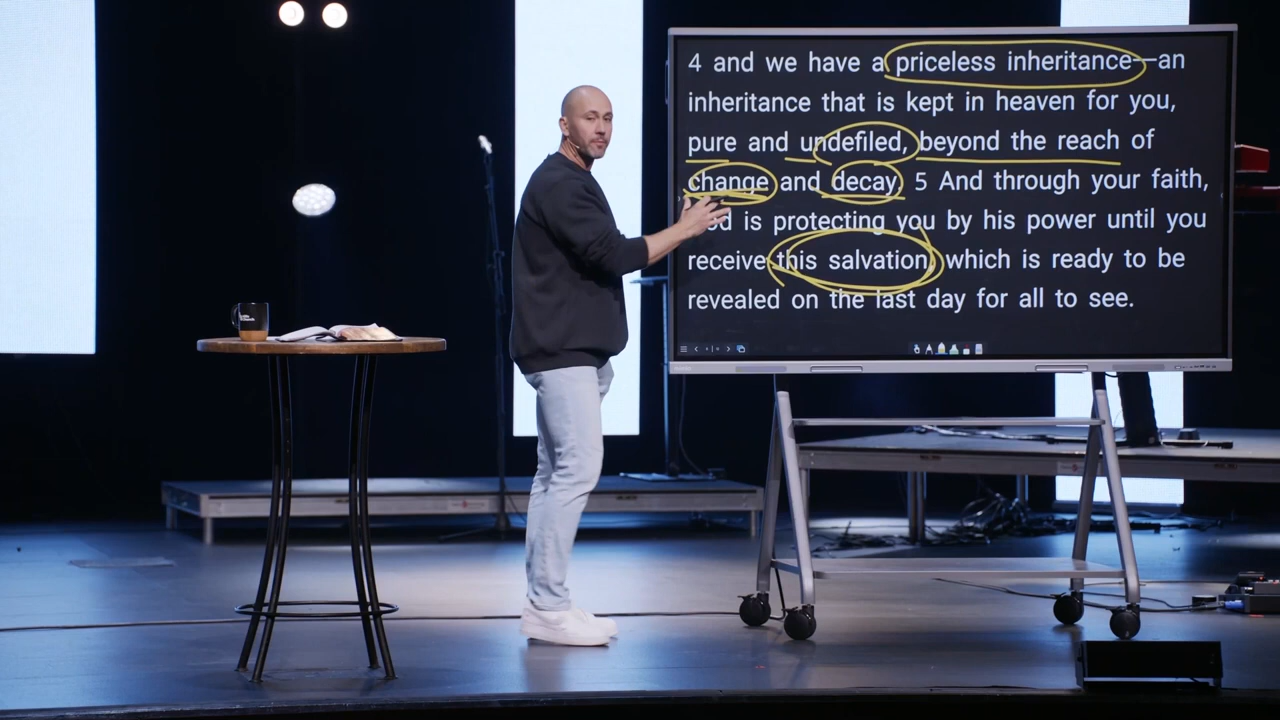 4 and we have a priceless inheritance—an
inheritance that is kept in heaven for you,
pure and undefiled, beyond the reach of
change and decay. 5 And through your faith,
God is protecting you by his power until you
receive this salvation, which is ready to be
revealed on the last day for all to see.